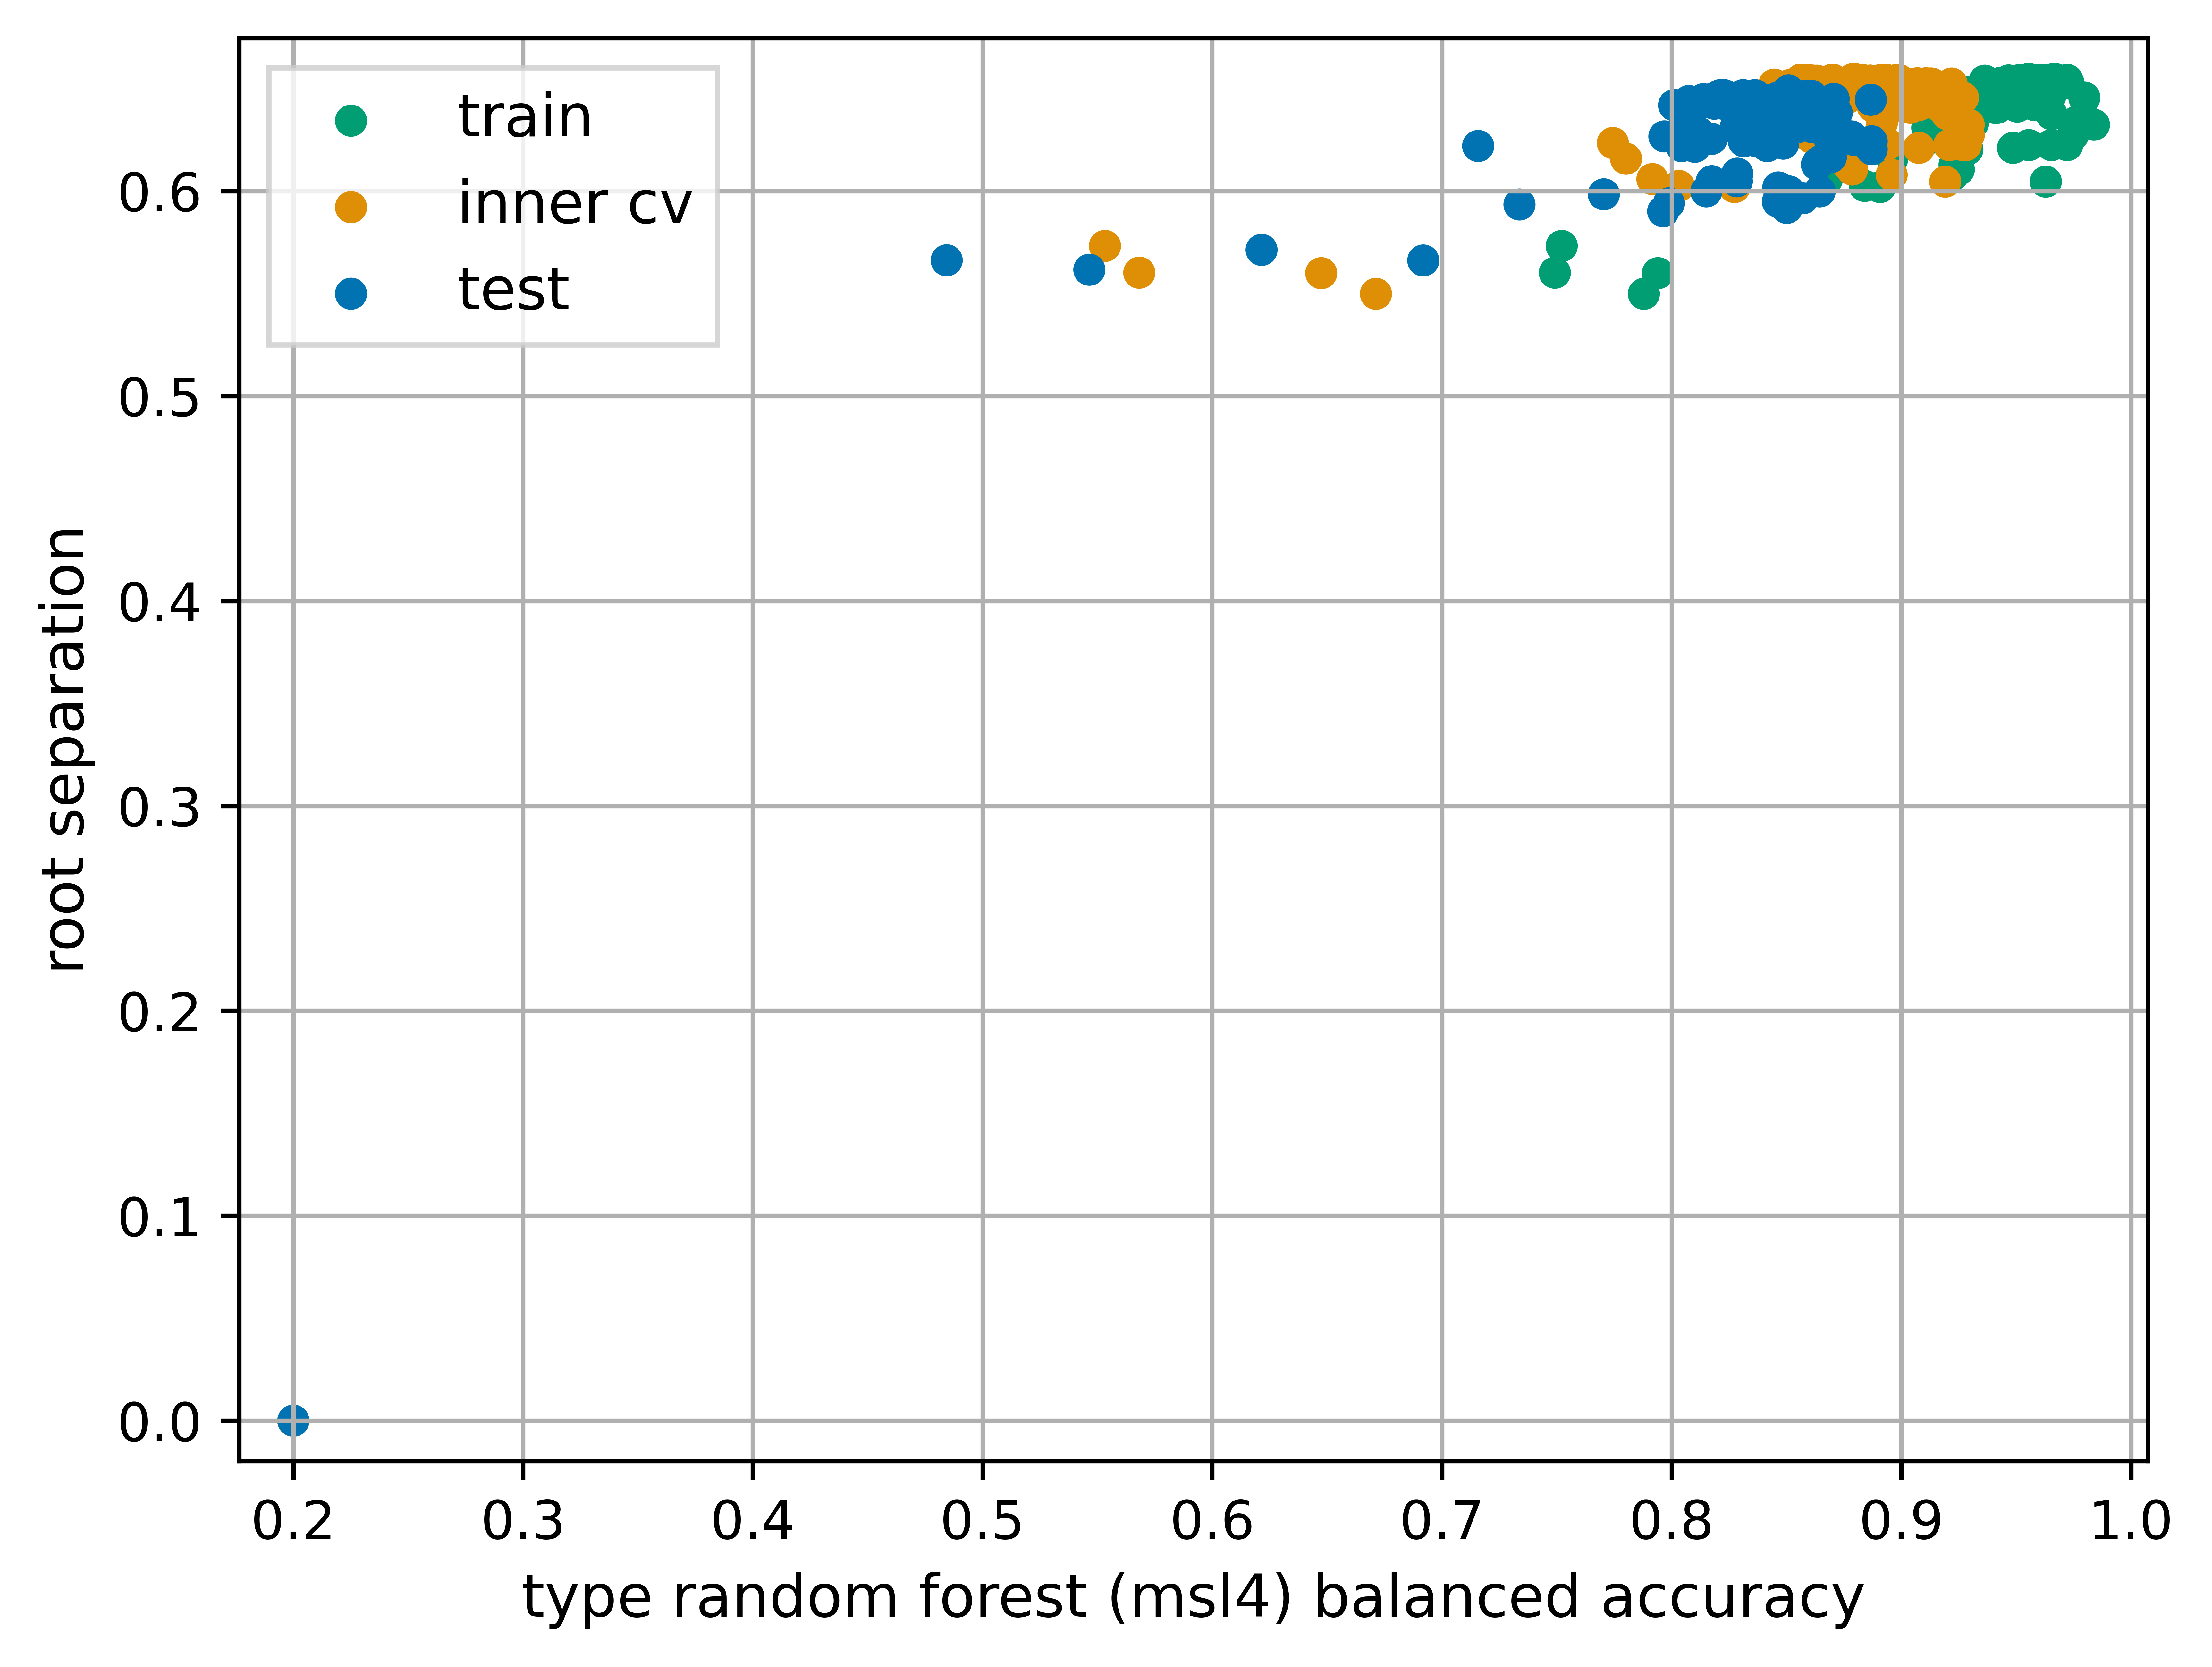 train
inner cv
test
0.6
0.5
0.4
0.3
0.2
0.1
0.0
root separation
0.2 0.3 0.4 0.5 0.6 0.7 0.8 0.9 1.0
type random forest (msl4) balanced accuracy